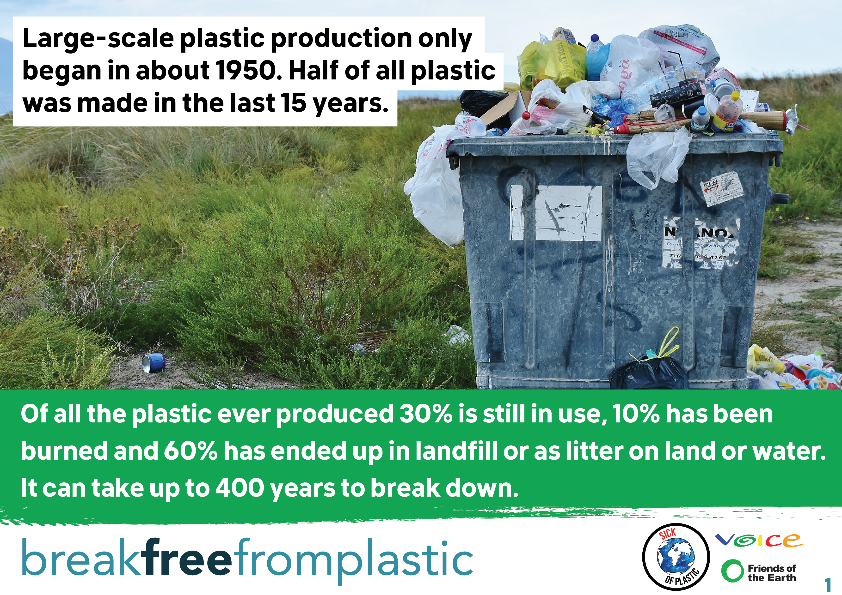 Large-scale plastic production only
began in about 1950. Half of all plastic
was made in the last 15 years.
Of all the plastic ever produced 30% is still in use, 10% has been
burned and 60% has ended up in landfill or as litter on land or water.
It can take up to 400 years to break down.
breakfreefromplastic
SICK
OF PLASTIC
VOICE
Friends of
the Earth
1